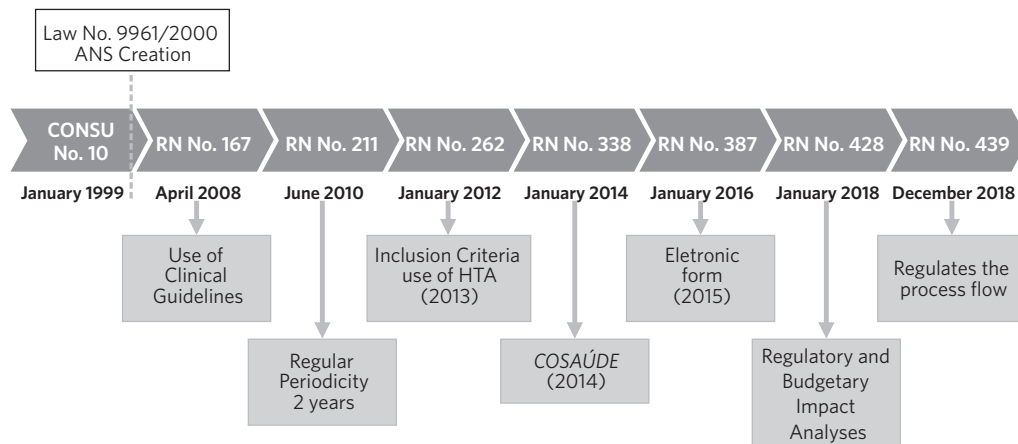 Law No. 9961/2000
ANS Creation
CONSU
No. 10
RN No. 167
RN No. 211
RN No. 262
RN No. 338
RN No. 387
RN No. 428
RN No. 439
January 1999
April 2008
June 2010
January 2012
January 2014
January 2016
January 2018
December 2018
Use of
Clinical
Guidelines
Inclusion Criteria
use of HTA
(2013)
Eletronic
form
(2015)
Regulates the
process flow
Regular
Periodicity
2 years
COSAÚDE
(2014)
Regulatory and
Budgetary
Impact
Analyses